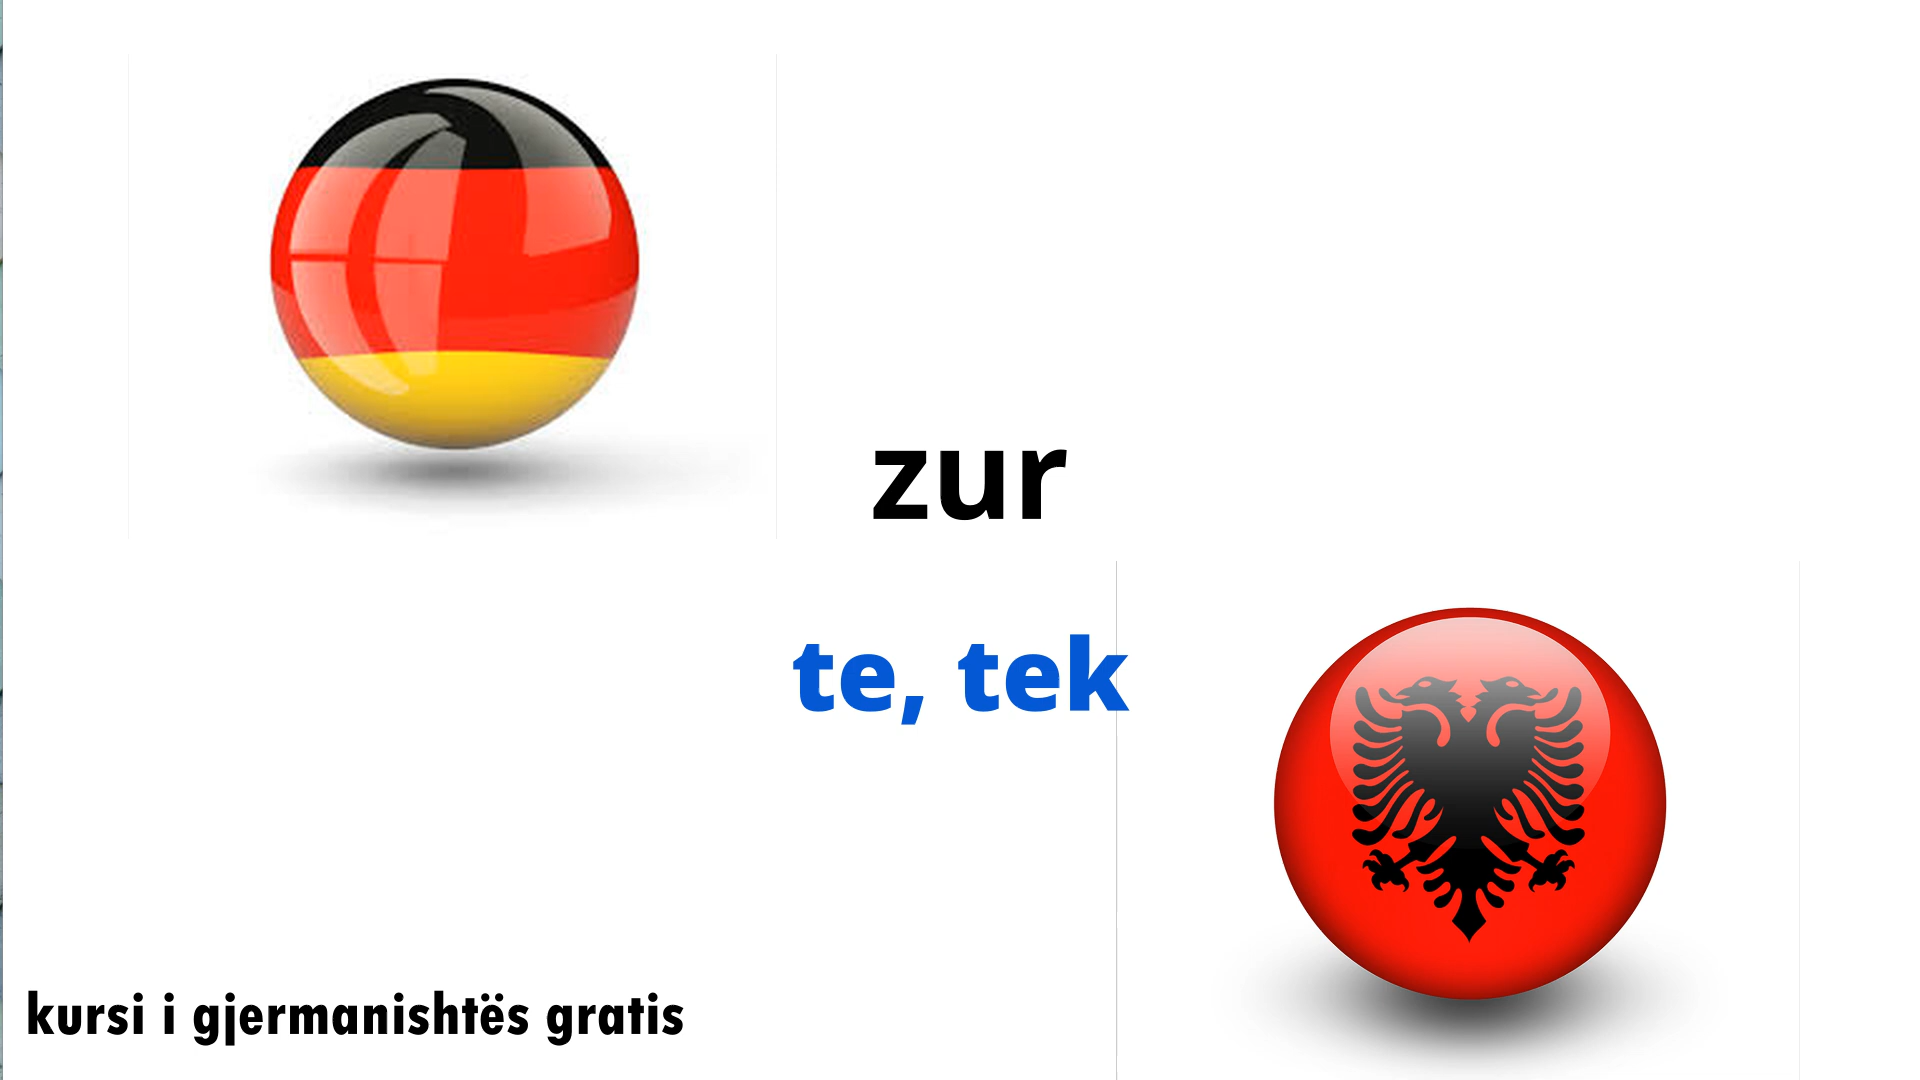 zur
te, tek
kursi i gjermanishtës gratis